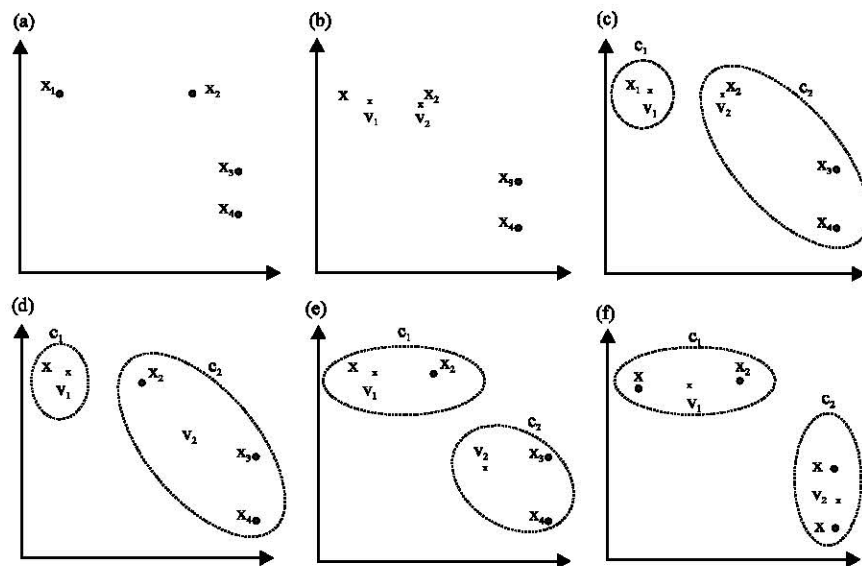 (a)
x₁
x₂
x₃
x₄
(b)
x
v₁
x₂
v₂
x₃
x₄
(c)
c₁
x₁
v₁
c₂
x₂
v₂
x₃
x₄
(d)
c₁
x
v₁
c₂
x₂
v₂
x₃
x₄
(e)
c₁
x
v₁
x₂
c₂
v₂
x₃
x₄
(f)
c₁
x
v₁
x₂
c₂
x
v₂
x